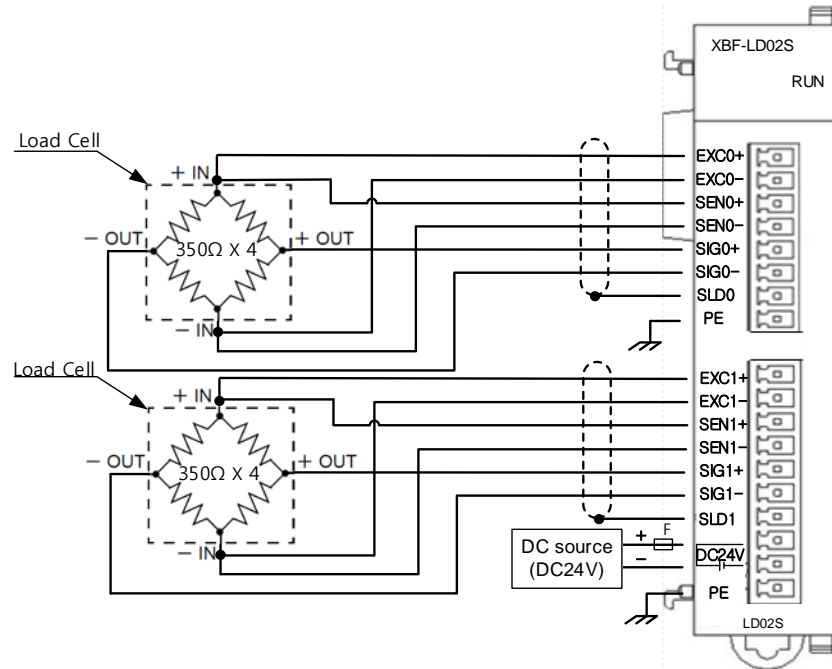 XBF-LD02S
RUN
Load Cell
+ IN
EXC0+
EXC0-
SEN0+
SEN0-
− OUT
350Ω X 4
+ OUT
SIG0+
SIG0-
SLD0
− IN
PE
Load Cell
+ IN
EXC1+
EXC1-
SEN1+
SEN1-
− OUT
350Ω X 4
+ OUT
SIG1+
SIG1-
SLD1
− IN
DC source
(DC24V)
+
F
−
DC24V
PE
LD02S